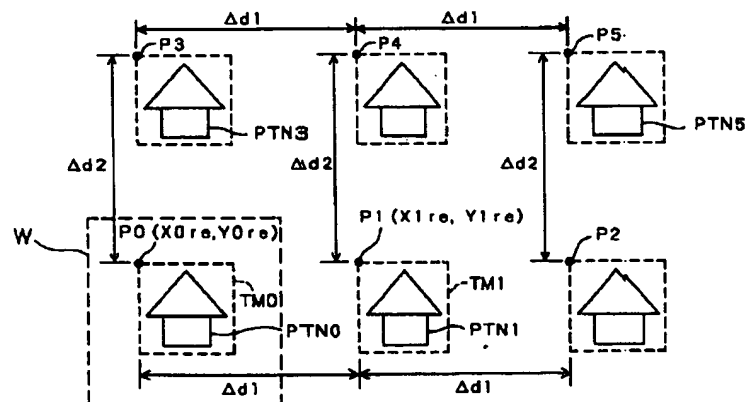 Δd1 Δd1
P3 P4 P5
PTN3 PTN5
Δd2 Δd2 Δd2
W P0 (X0re,Y0re) P1 (X1re, Y1re) P2
TM0 TM1
PTN0 PTN1
Δd1 Δd1